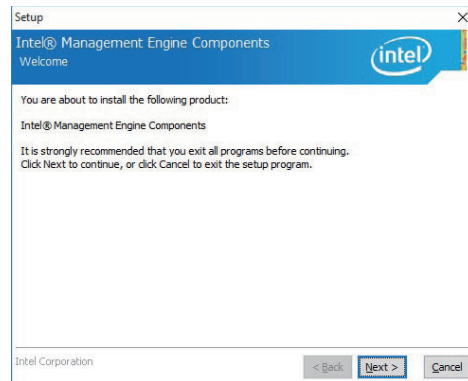 Setup
Intel® Management Engine Components
Welcome
intel
You are about to install the following product:
Intel® Management Engine Components
It is strongly recommended that you exit all programs before continuing.
Click Next to continue, or click Cancel to exit the setup program.
Intel Corporation
< Back
Next >
Cancel